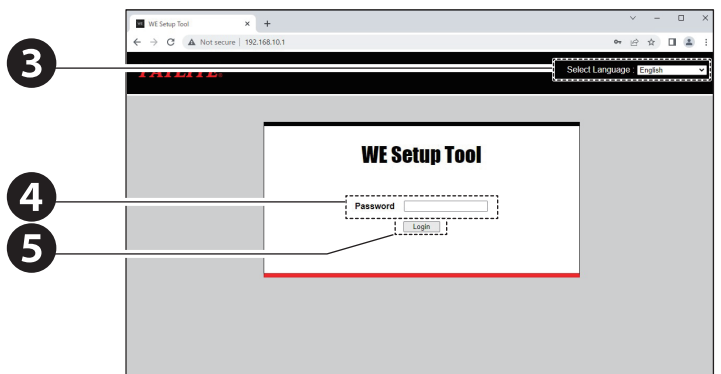 WE Setup Tool
Not secure 192.168.10.1
3
Select Language : English
WE Setup Tool
4
Password
5
Login